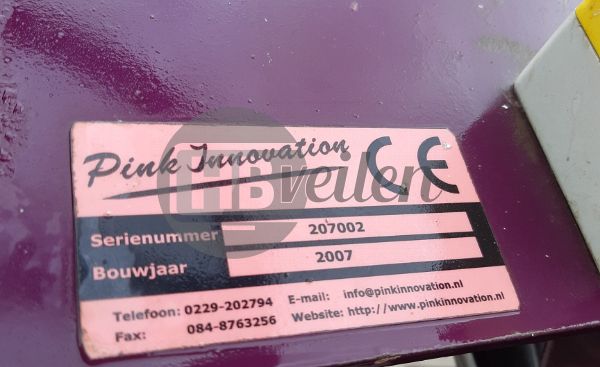 Pink Innovation CE
HBveilen
Serienummer 207002
Bouwjaar 2007
Telefoon: 0229-202794 E-mail: info@pinkinnovation.nl
Fax: 084-8763256 Website: http://www.pinkinnovation.nl